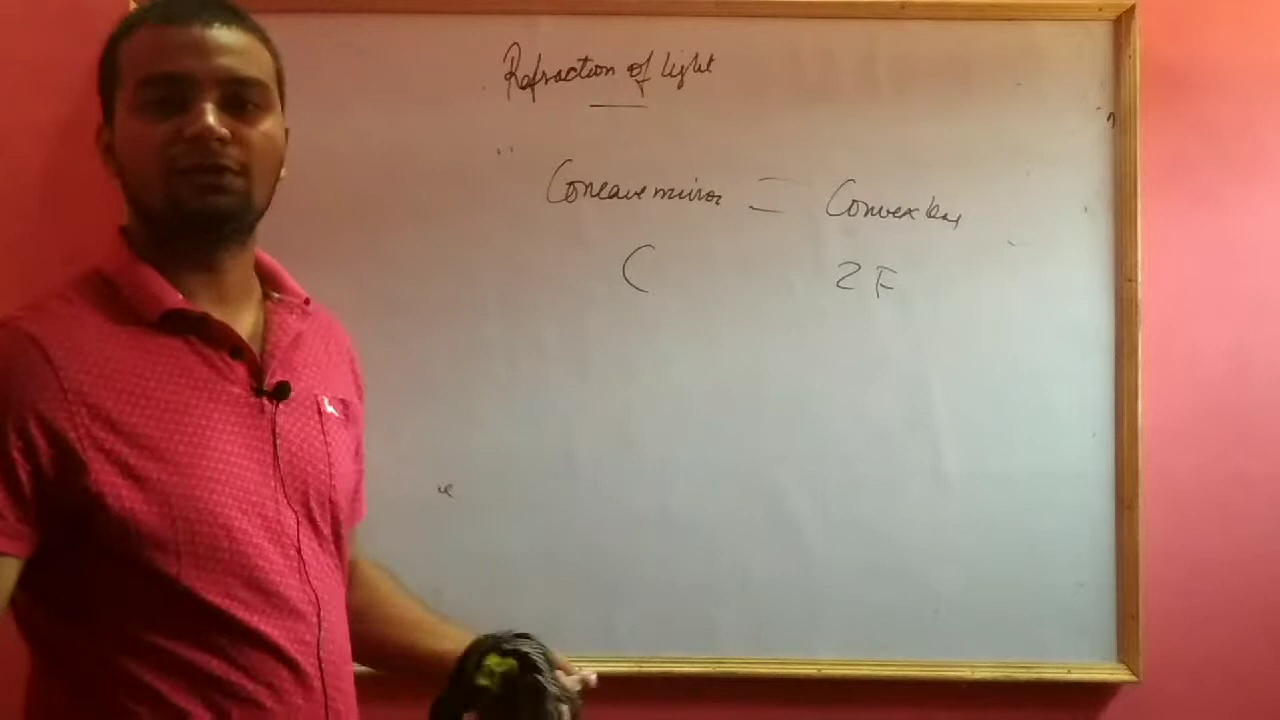 Refraction of light
Concave mirror = Convex lens
C 2F